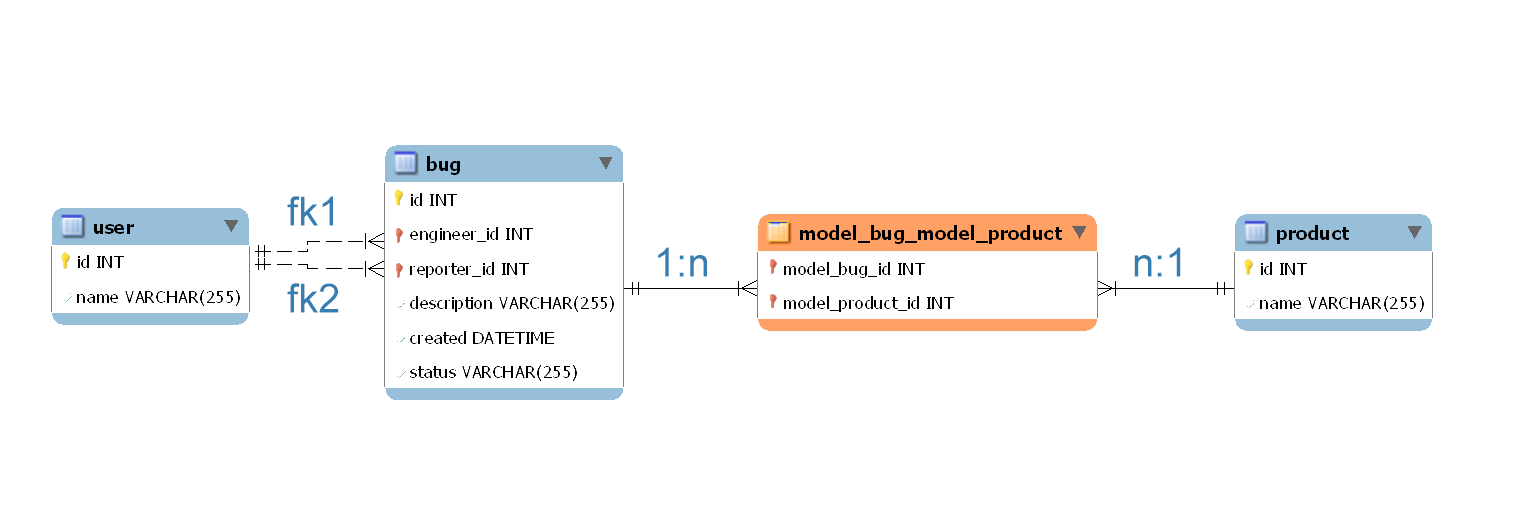 user
id INT
name VARCHAR(255)
fk1
fk2
bug
id INT
engineer_id INT
reporter_id INT
description VARCHAR(255)
created DATETIME
status VARCHAR(255)
1:n
model_bug_model_product
model_bug_id INT
model_product_id INT
n:1
product
id INT
name VARCHAR(255)